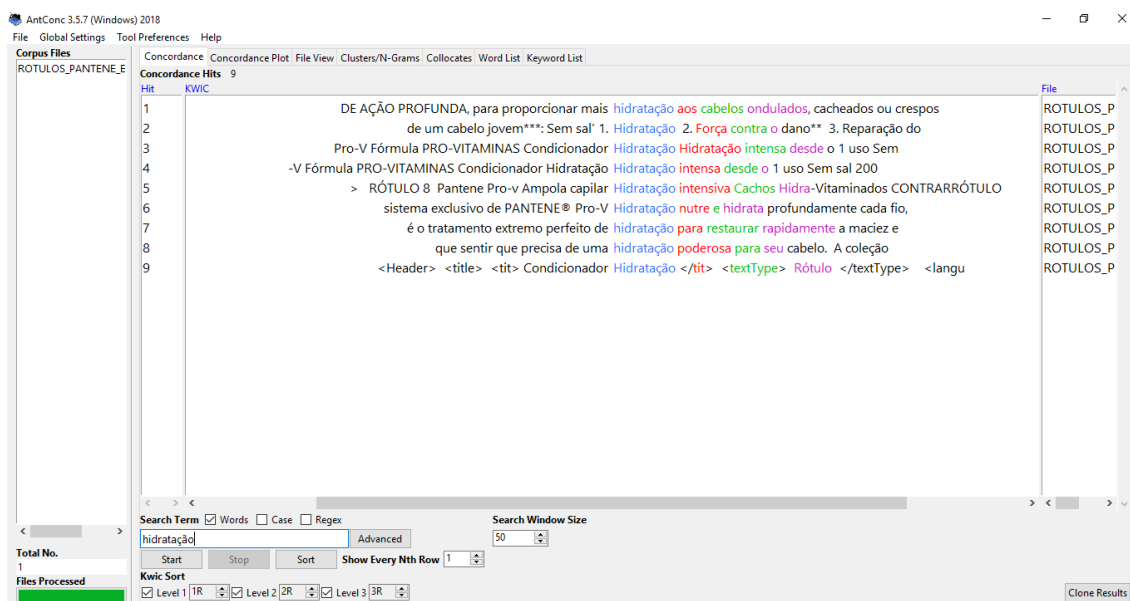 AntConc 3.5.7 (Windows) 2018
File Global Settings Tool Preferences Help
Corpus Files
ROTULOS_PANTENE_E
Concordance Concordance Plot File View Clusters/N-Grams Collocates Word List Keyword List
Concordance Hits 9
Hit KWIC File
1 DE AÇÃO PROFUNDA, para proporcionar mais hidratação aos cabelos ondulados, cacheados ou crespos ROTULOS_P
2 de um cabelo jovem***: Sem sal' 1. Hidratação 2. Força contra o dano** 3. Reparação do ROTULOS_P
3 Pro-V Fórmula PRO-VITAMINAS Condicionador Hidratação Hidratação intensa desde o 1 uso Sem ROTULOS_P
4 -V Fórmula PRO-VITAMINAS Condicionador Hidratação Hidratação intensa desde o 1 uso Sem sal 200 ROTULOS_P
5 > RÓTULO 8 Pantene Pro-v Ampola capilar Hidratação intensiva Cachos Hidra-Vitaminados CONTRARRÓTULO ROTULOS_P
6 sistema exclusivo de PANTENE® Pro-V Hidratação nutre e hidrata profundamente cada fio, ROTULOS_P
7 é o tratamento extremo perfeito de hidratação para restaurar rapidamente a maciez e ROTULOS_P
8 que sentir que precisa de uma hidratação poderosa para seu cabelo. A coleção ROTULOS_P
9 <Header> <title> <tit> Condicionador Hidratação </tit> <textType> Rótulo </textType> <langu ROTULOS_P
Search Term Words Case Regex Search Window Size
hidratação Advanced 50
Total No.
1
Start Stop Sort Show Every Nth Row 1
Files Processed
Kwic Sort
Level 1 1R Level 2 2R Level 3 3R Clone Results